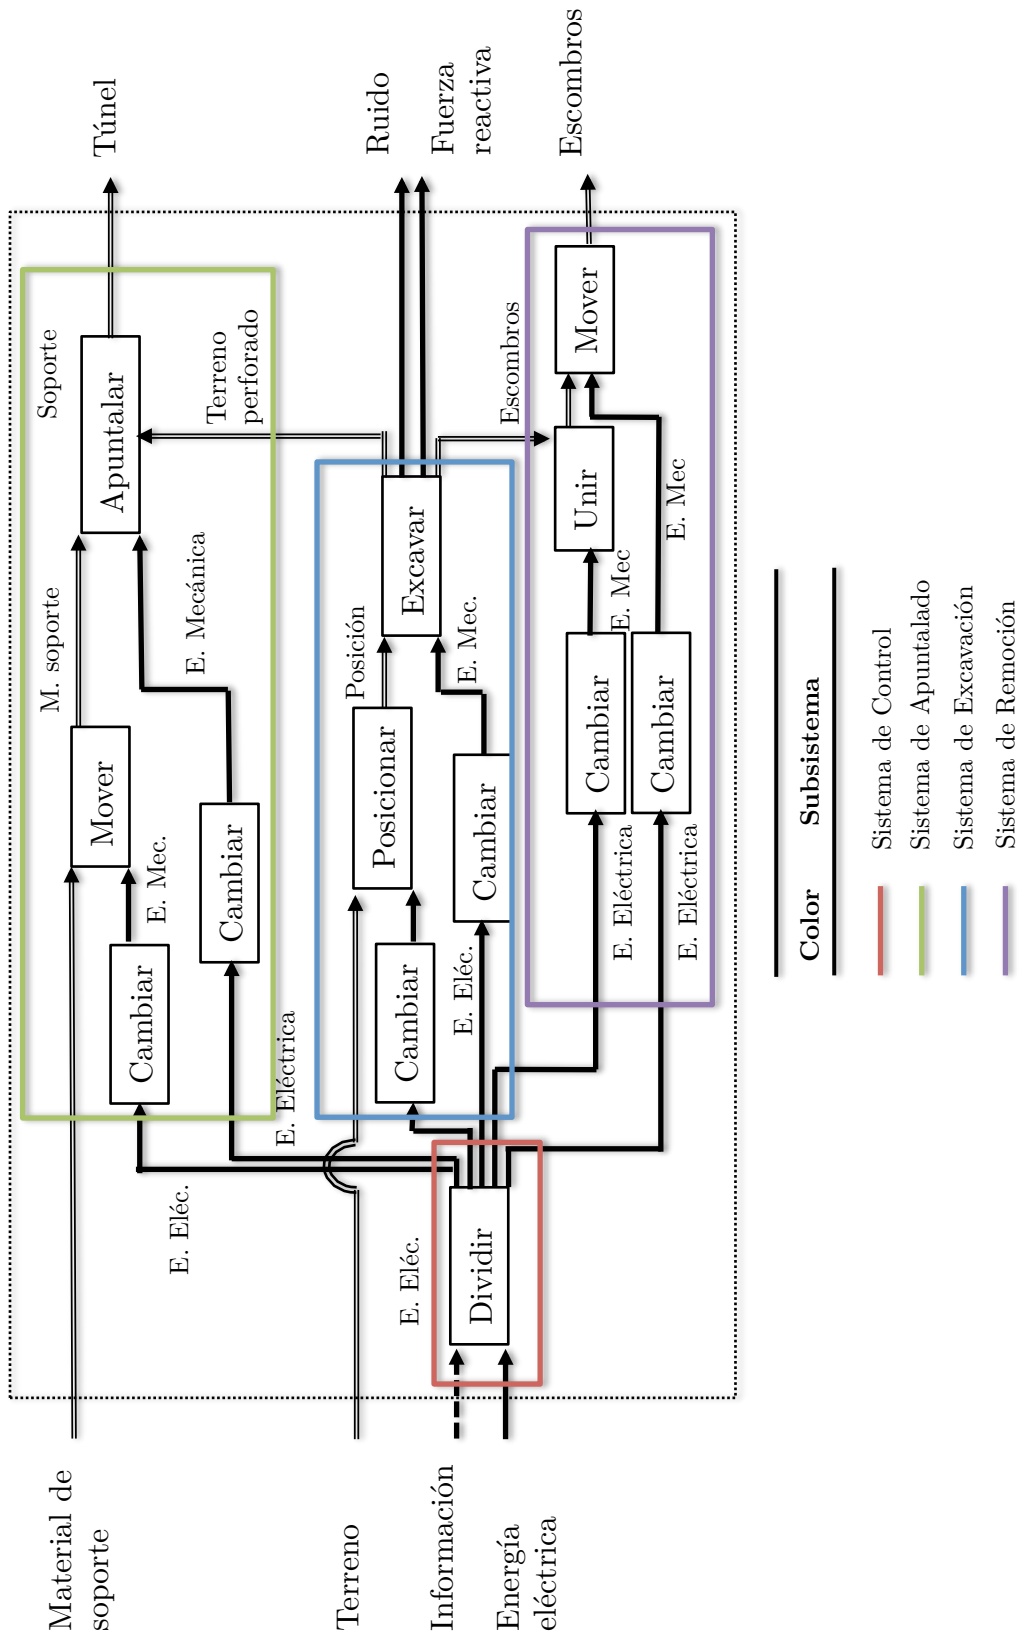 Material de
soporte
Terreno
Información
Energía
eléctrica
E. Eléc.
E. Eléctrica
Cambiar
E. Mec.
Mover
M. soporte
Cambiar
E. Mecánica
Apuntalar
Soporte
Terreno
perforado
Túnel
E. Eléc.
Dividir
Cambiar
Posicionar
Posición
E. Eléc.
Cambiar
E. Mec.
Excavar
Ruido
Fuerza
reactiva
Escombros
E. Eléctrica
Cambiar
E. Mec
Unir
E. Eléctrica
Cambiar
E. Mec
Mover
Escombros
Color Subsistema
Sistema de Control
Sistema de Apuntalado
Sistema de Excavación
Sistema de Remoción